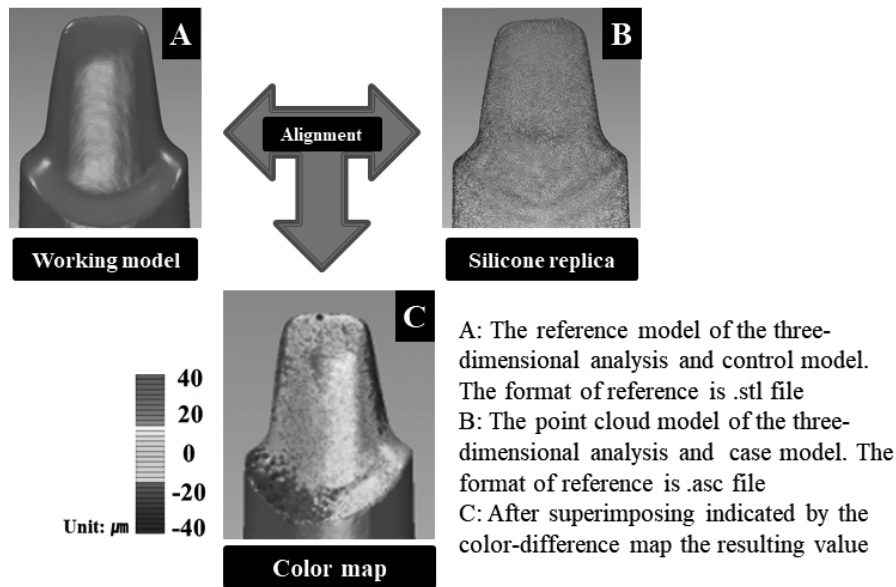 A
B
Alignment
Working model
Silicone replica
C
40
20
0
-20
-40
Unit: µm
Color map
A: The reference model of the three-
dimensional analysis and control model.
The format of reference is .stl file
B: The point cloud model of the three-
dimensional analysis and case model. The
format of reference is .asc file
C: After superimposing indicated by the
color-difference map the resulting value